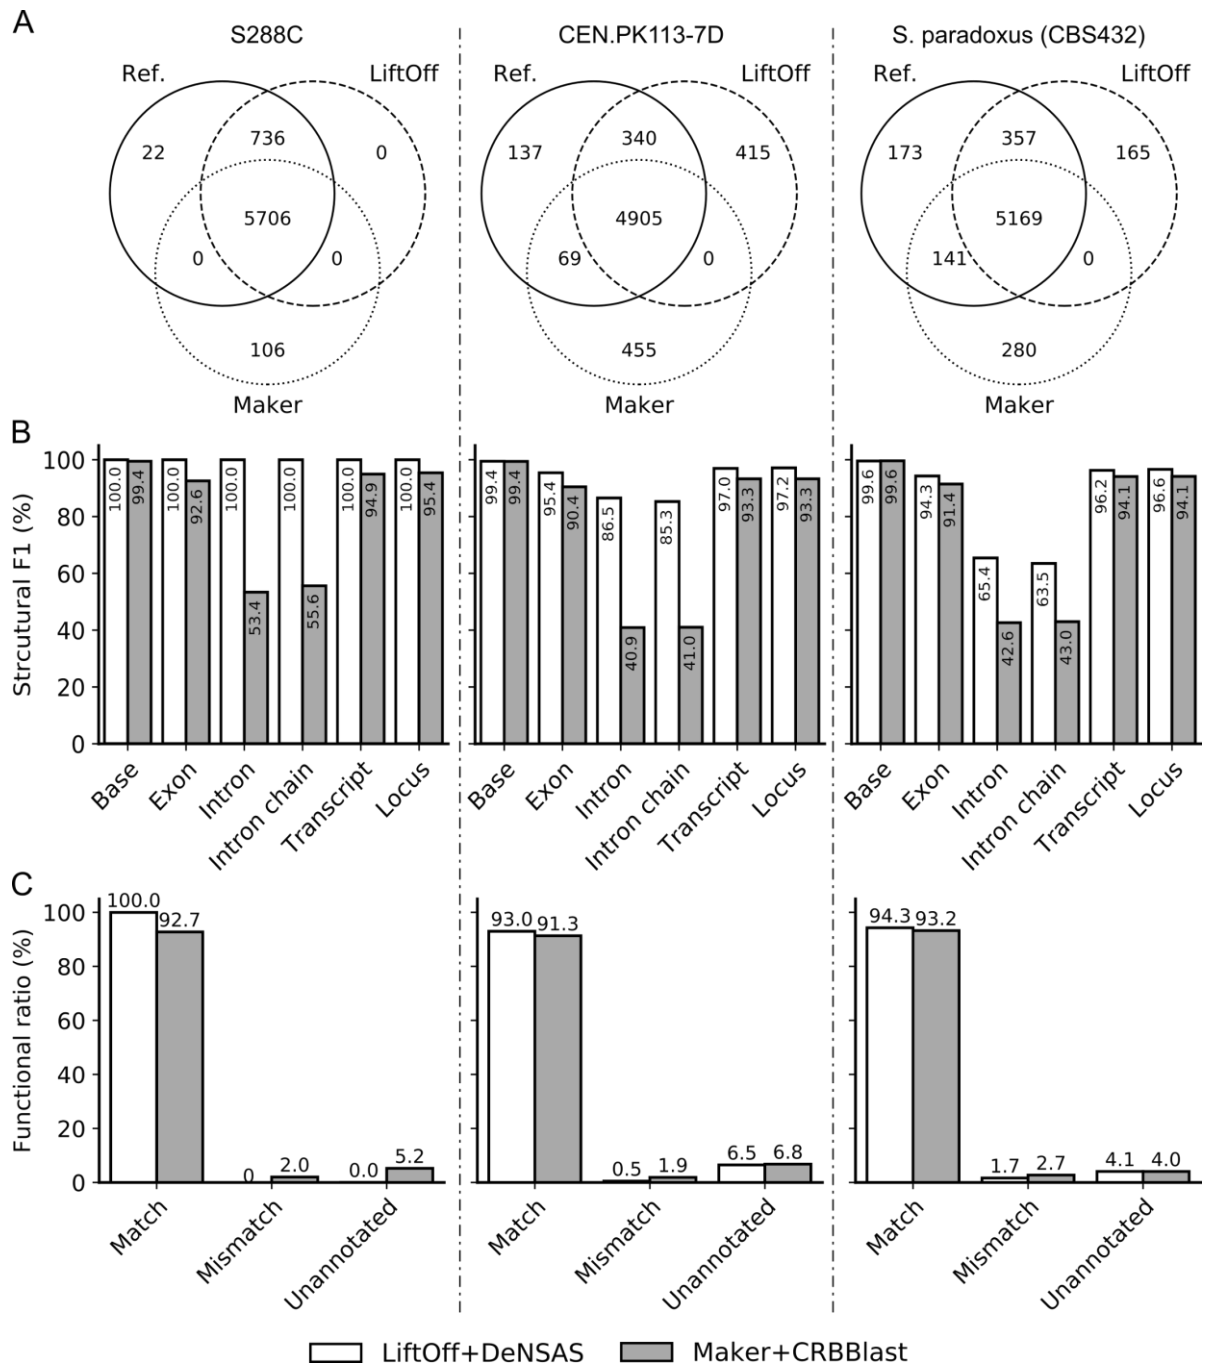 A
S288C
CEN.PK113-7D
S. paradoxus (CBS432)
Ref.
LiftOff
Ref.
LiftOff
Ref.
LiftOff
22
736
0
137
340
415
173
357
165
5706
4905
5169
0
0
69
0
141
0
106
455
280
Maker
Maker
Maker
B
Strcutural F1 (%)
100
80
60
40
20
0
100.0
99.4
100.0
92.6
100.0
53.4
100.0
55.6
100.0
94.9
100.0
95.4
99.4
99.4
95.4
90.4
86.5
40.9
85.3
41.0
97.0
93.3
97.2
93.3
99.6
99.6
94.3
91.4
65.4
42.6
63.5
43.0
96.2
94.1
96.6
94.1
Base
Exon
Intron
Intron chain
Transcript
Locus
Base
Exon
Intron
Intron chain
Transcript
Locus
Base
Exon
Intron
Intron chain
Transcript
Locus
C
Functional ratio (%)
100
80
60
40
20
0
100.0
92.7
0
2.0
0.0
5.2
93.0
91.3
0.5
1.9
6.5
6.8
94.3
93.2
1.7
2.7
4.1
4.0
Match
Mismatch
Unannotated
Match
Mismatch
Unannotated
Match
Mismatch
Unannotated
LiftOff+DeNSAS
Maker+CRBBlast